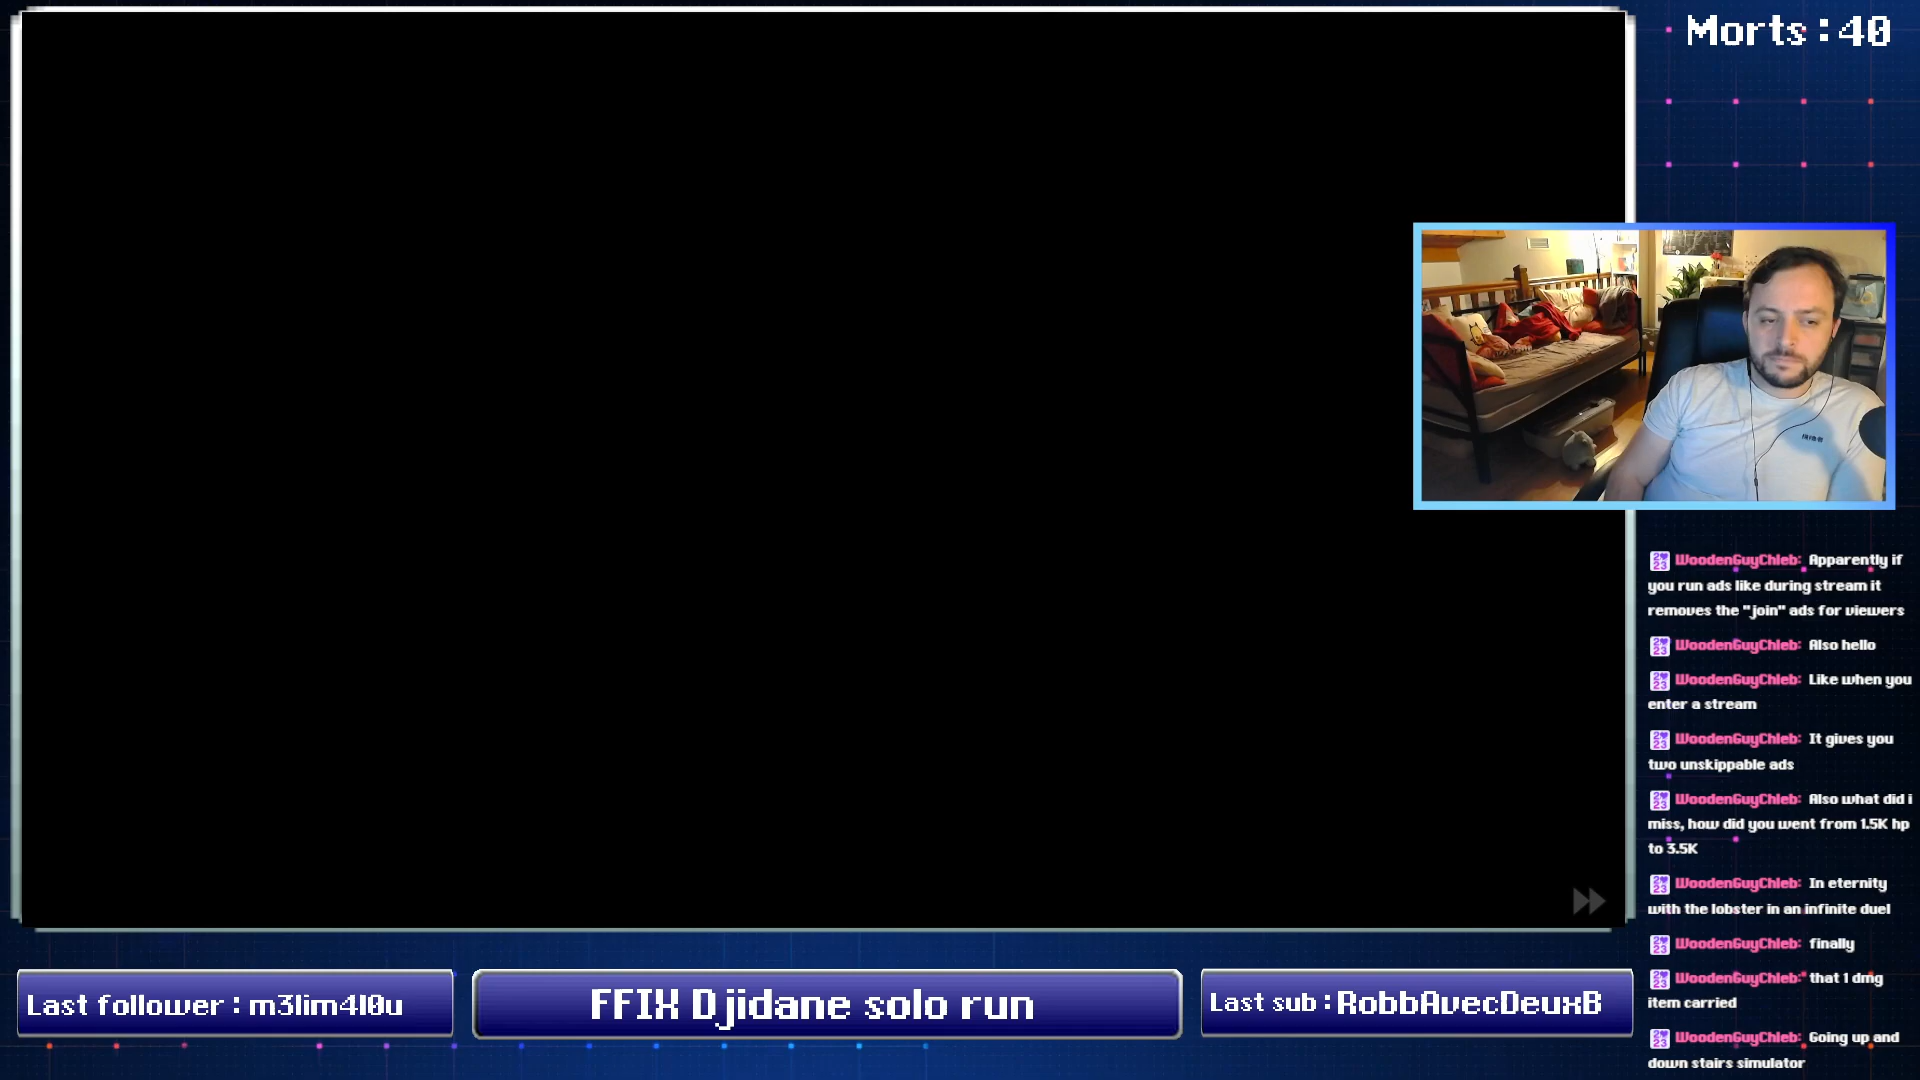 Morts : 40
WoodenGuyChleb: Apparently if
you run ads like during stream it
removes the "join" ads for viewers
WoodenGuyChleb: Also hello
WoodenGuyChleb: Like when you
enter a stream
WoodenGuyChleb: It gives you
two unskippable ads
WoodenGuyChleb: Also what did i
miss, how did you went from 1.5K hp
to 3.5K
WoodenGuyChleb: In eternity
with the lobster in an infinite duel
WoodenGuyChleb: finally
WoodenGuyChleb: that 1 dmg
item carried
WoodenGuyChleb: Going up and
down stairs simulator
Last follower : m3lim4l0u
FFIX Djidane solo run
Last sub : RobbAvecDeuxB